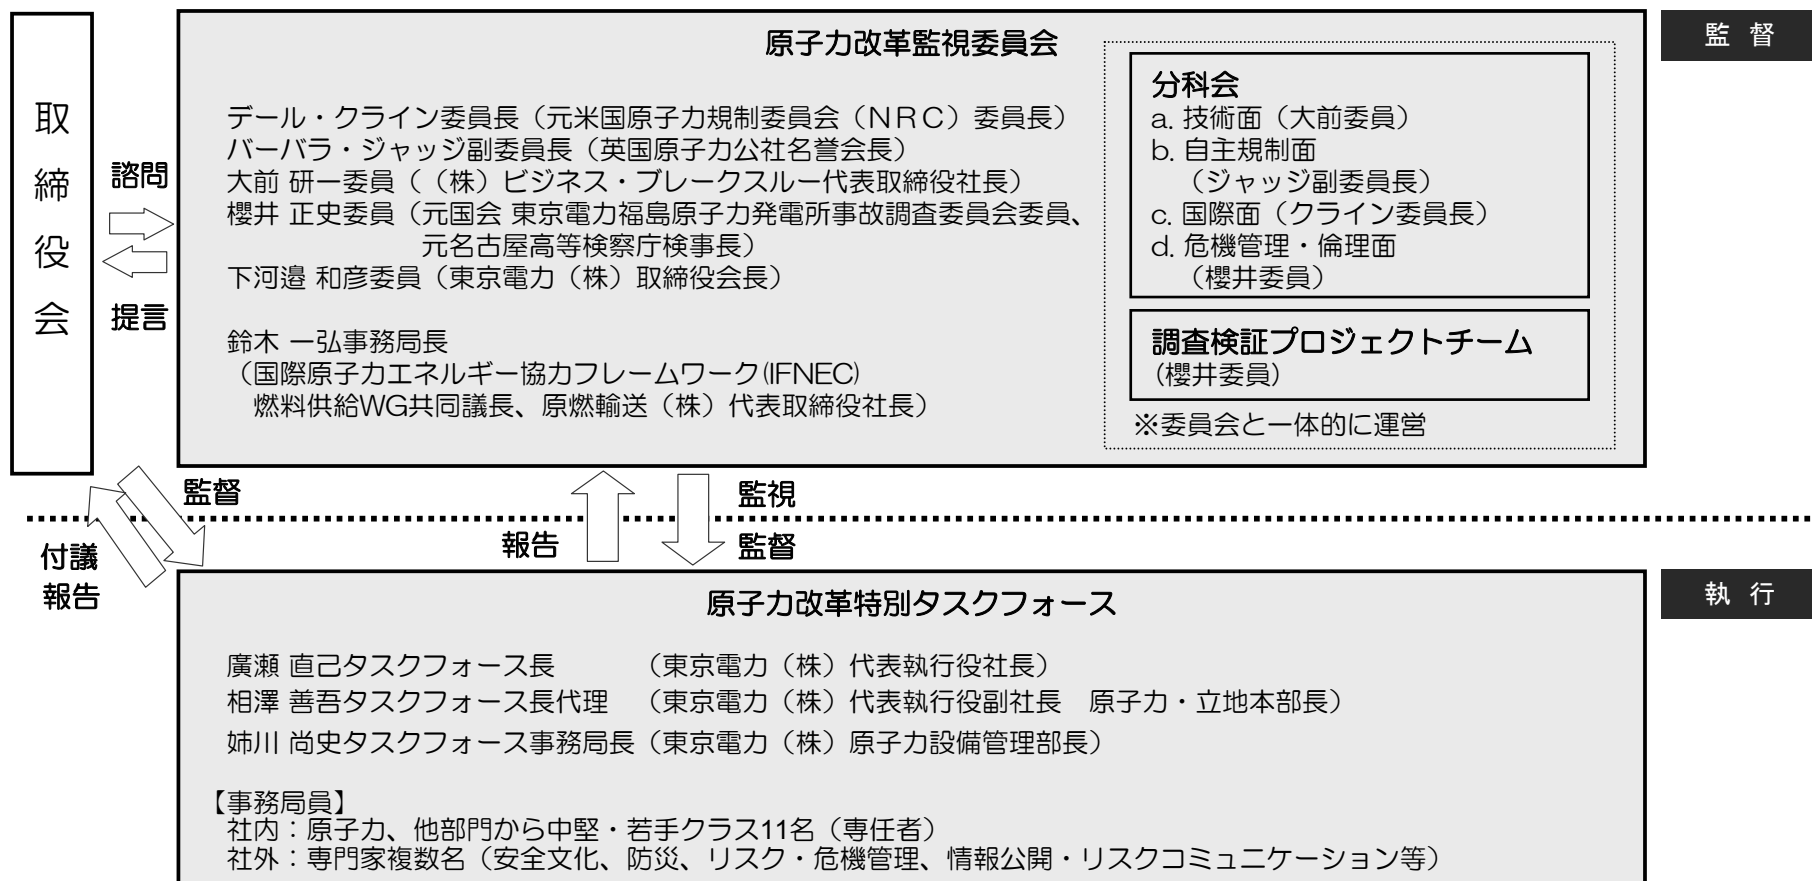 取締役会
諮問
提言
原子力改革監視委員会
デール・クライン委員長（元米国原子力規制委員会（ＮＲＣ）委員長）
バーバラ・ジャッジ副委員長（英国原子力公社名誉会長）
大前 研一委員（（株）ビジネス・ブレークスルー代表取締役社長）
櫻井 正史委員（元国会 東京電力福島原子力発電所事故調査委員会委員、
元名古屋高等検察庁検事長）
下河邉 和彦委員（東京電力（株）取締役会長）
鈴木 一弘事務局長
（国際原子力エネルギー協力フレームワーク(IFNEC)
燃料供給WG共同議長、原燃輸送（株）代表取締役社長）
分科会
a. 技術面（大前委員）
b. 自主規制面
（ジャッジ副委員長）
c. 国際面（クライン委員長）
d. 危機管理・倫理面
（櫻井委員）
調査検証プロジェクトチーム
(櫻井委員)
※委員会と一体的に運営
監 督
監督
付議
報告
報告
監視
監督
原子力改革特別タスクフォース
廣瀬 直己タスクフォース長 （東京電力（株）代表執行役社長）
相澤 善吾タスクフォース長代理 （東京電力（株）代表執行役副社長 原子力・立地本部長）
姉川 尚史タスクフォース事務局長（東京電力（株）原子力設備管理部長）
【事務局員】
社内：原子力、他部門から中堅・若手クラス11名（専任者）
社外：専門家複数名（安全文化、防災、リスク・危機管理、情報公開・リスクコミュニケーション等）
執 行